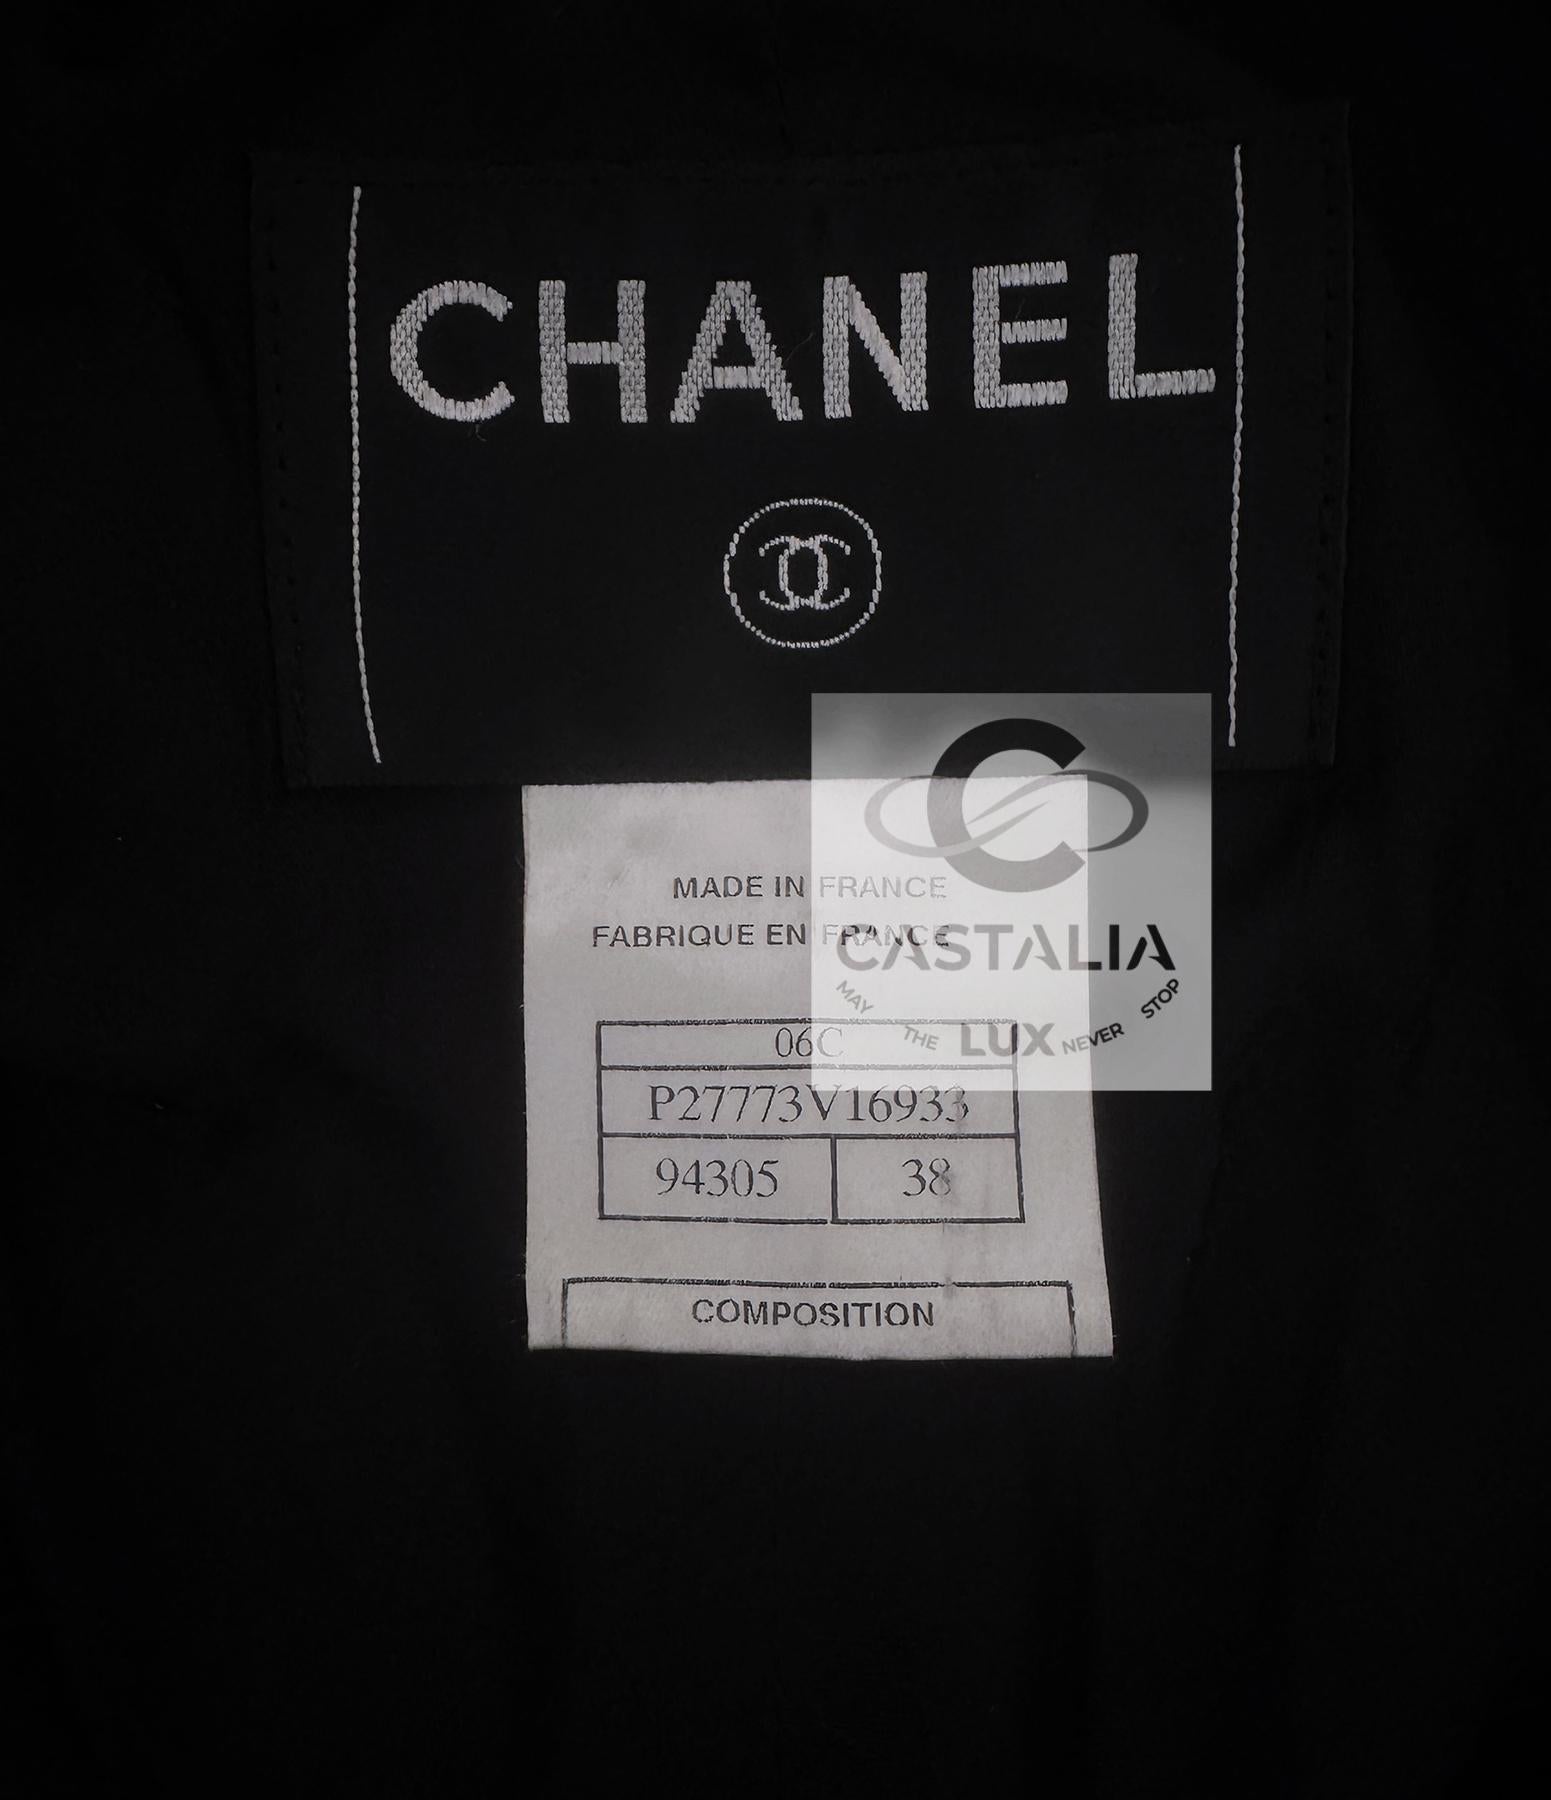 CHANEL
MADE IN FRANCE
FABRIQUE EN FRANCE
CASTALIA
MAY THE LUX NEVER STOP
06C
P27773V16933
94305 38
COMPOSITION